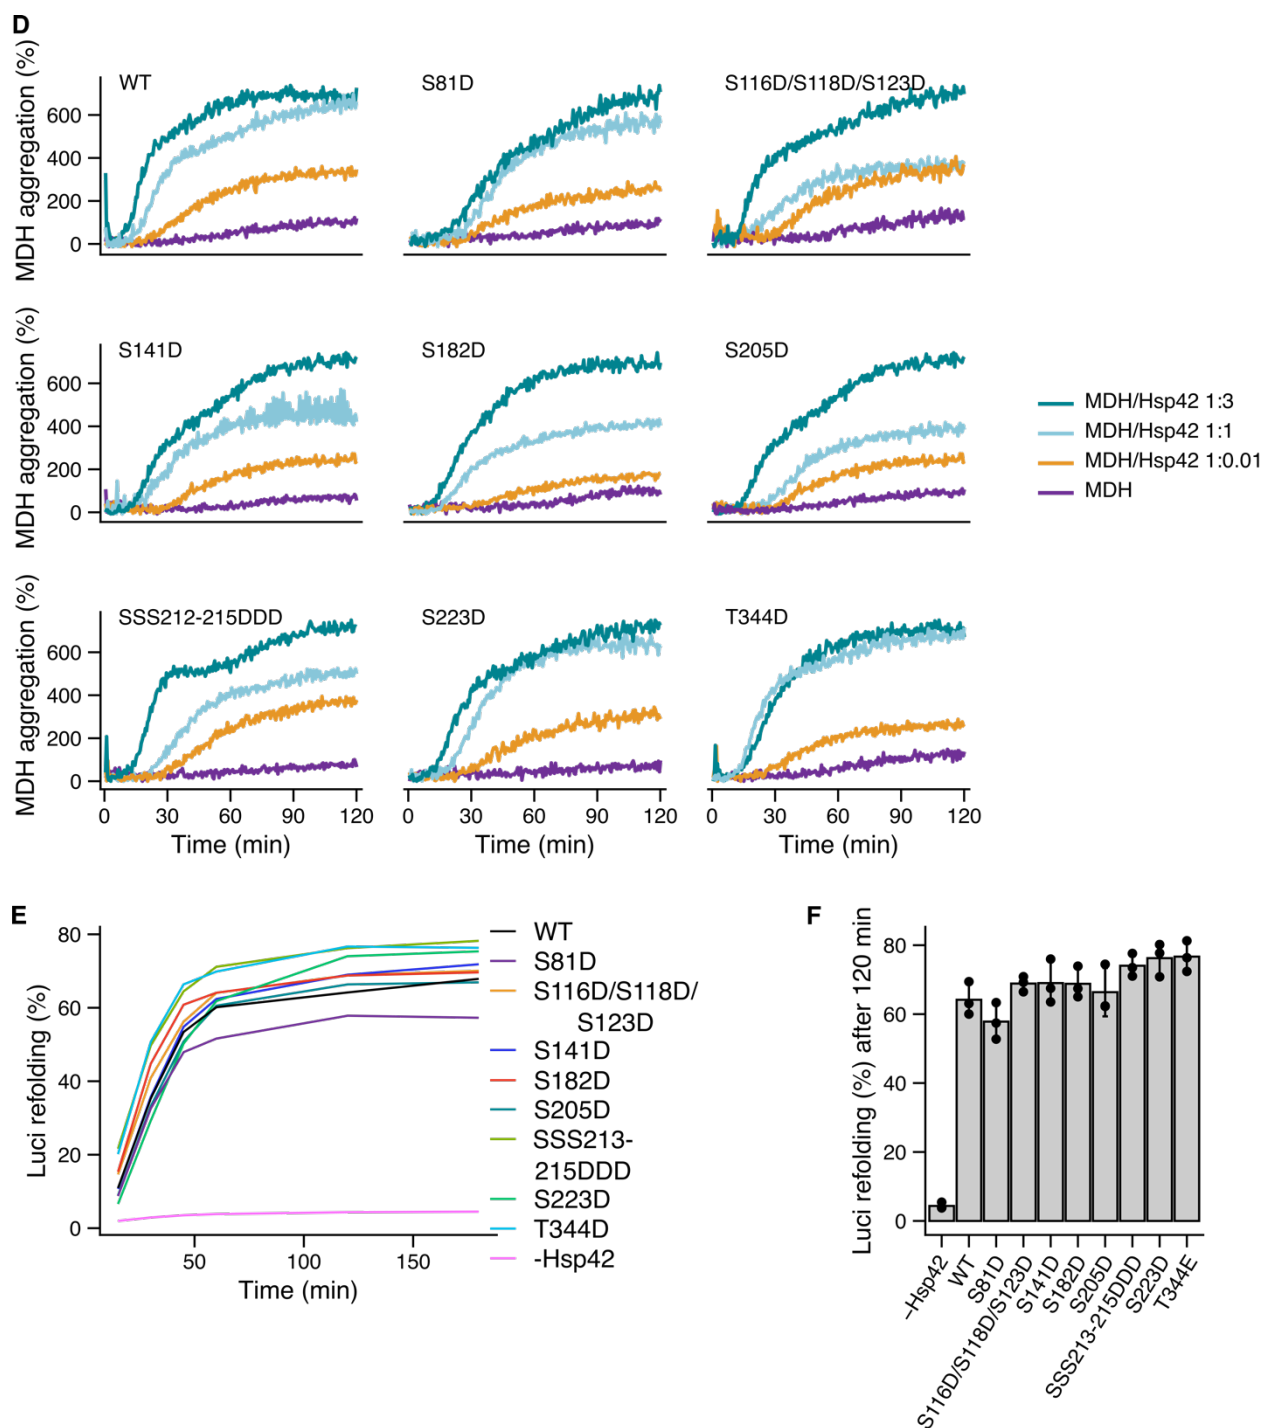 D
MDH aggregation (%)
600
400
200
0
WT
S81D
S116D/S118D/S123D
MDH aggregation (%)
600
400
200
0
S141D
S182D
S205D
MDH/Hsp42 1:3
MDH/Hsp42 1:1
MDH/Hsp42 1:0.01
MDH
MDH aggregation (%)
600
400
200
0
SSS212-215DDD
S223D
T344D
0 30 60 90 120
0 30 60 90 120
0 30 60 90 120
Time (min)
Time (min)
Time (min)
E
Luci refolding (%)
80
60
40
20
0
50 100 150
Time (min)
WT
S81D
S116D/S118D/
S123D
S141D
S182D
S205D
SSS213-
215DDD
S223D
T344D
-Hsp42
F
Luci refolding (%) after 120 min
80
60
40
20
0
–Hsp42
WT
S81D
S116D/S118D/S123D
S141D
S182D
S205D
SSS213-215DDD
S223D
T344E